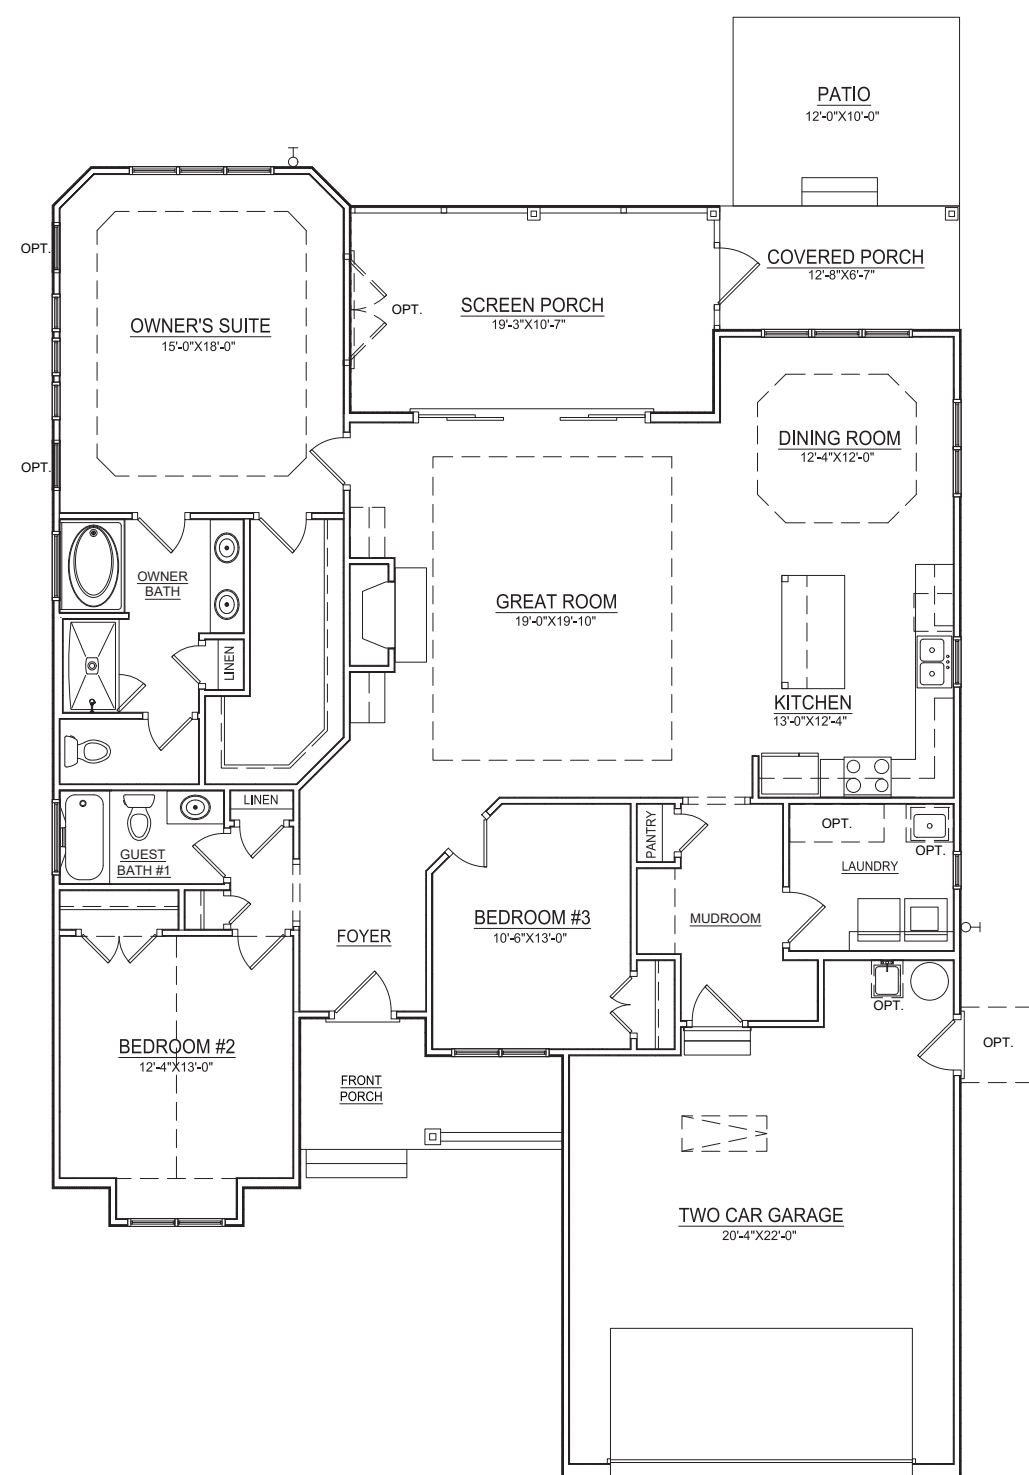 PATIO
12'-0"X10'-0"
OPT.
COVERED PORCH
12'-8"X6'-7"
SCREEN PORCH
19'-3"X10'-7"
OPT.
OWNER'S SUITE
15'-0"X18'-0"
DINING ROOM
12'-4"X12'-0"
OPT.
OWNER
BATH
GREAT ROOM
19'-0"X19'-10"
LINEN
KITCHEN
13'-0"X12'-4"
LINEN
PANTRY
OPT.
OPT.
GUEST
BATH #1
LAUNDRY
BEDROOM #3
10'-6"X13'-0"
MUDROOM
FOYER
OPT.
BEDROOM #2
12'-4"X13'-0"
OPT.
FRONT
PORCH
TWO CAR GARAGE
20'-4"X22'-0"